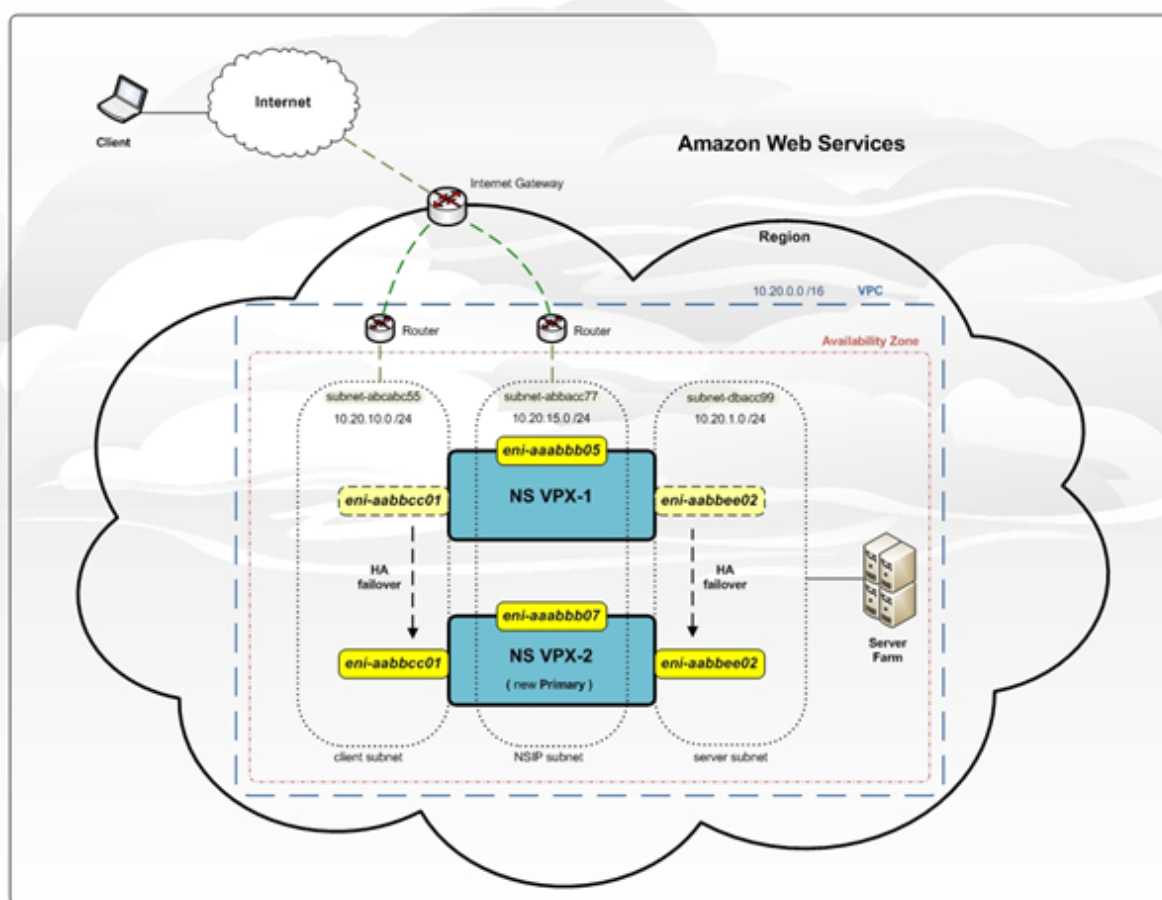 Internet
Client
Amazon Web Services
Internet Gateway
Region
10.20.0.0 /16 VPC
Router
Router
Availability Zone
subnet-abcabc55
subnet-abbacc77
subnet-dbacc99
10.20.10.0 /24
10.20.15.0 /24
10.20.1.0 /24
eni-aaabbb05
eni-aabbcc01
NS VPX-1
eni-aabbee02
HA
failover
HA
failover
eni-aaabbb07
eni-aabbcc01
NS VPX-2
eni-aabbee02
( new Primary )
Server
Farm
client subnet
NSIP subnet
server subnet